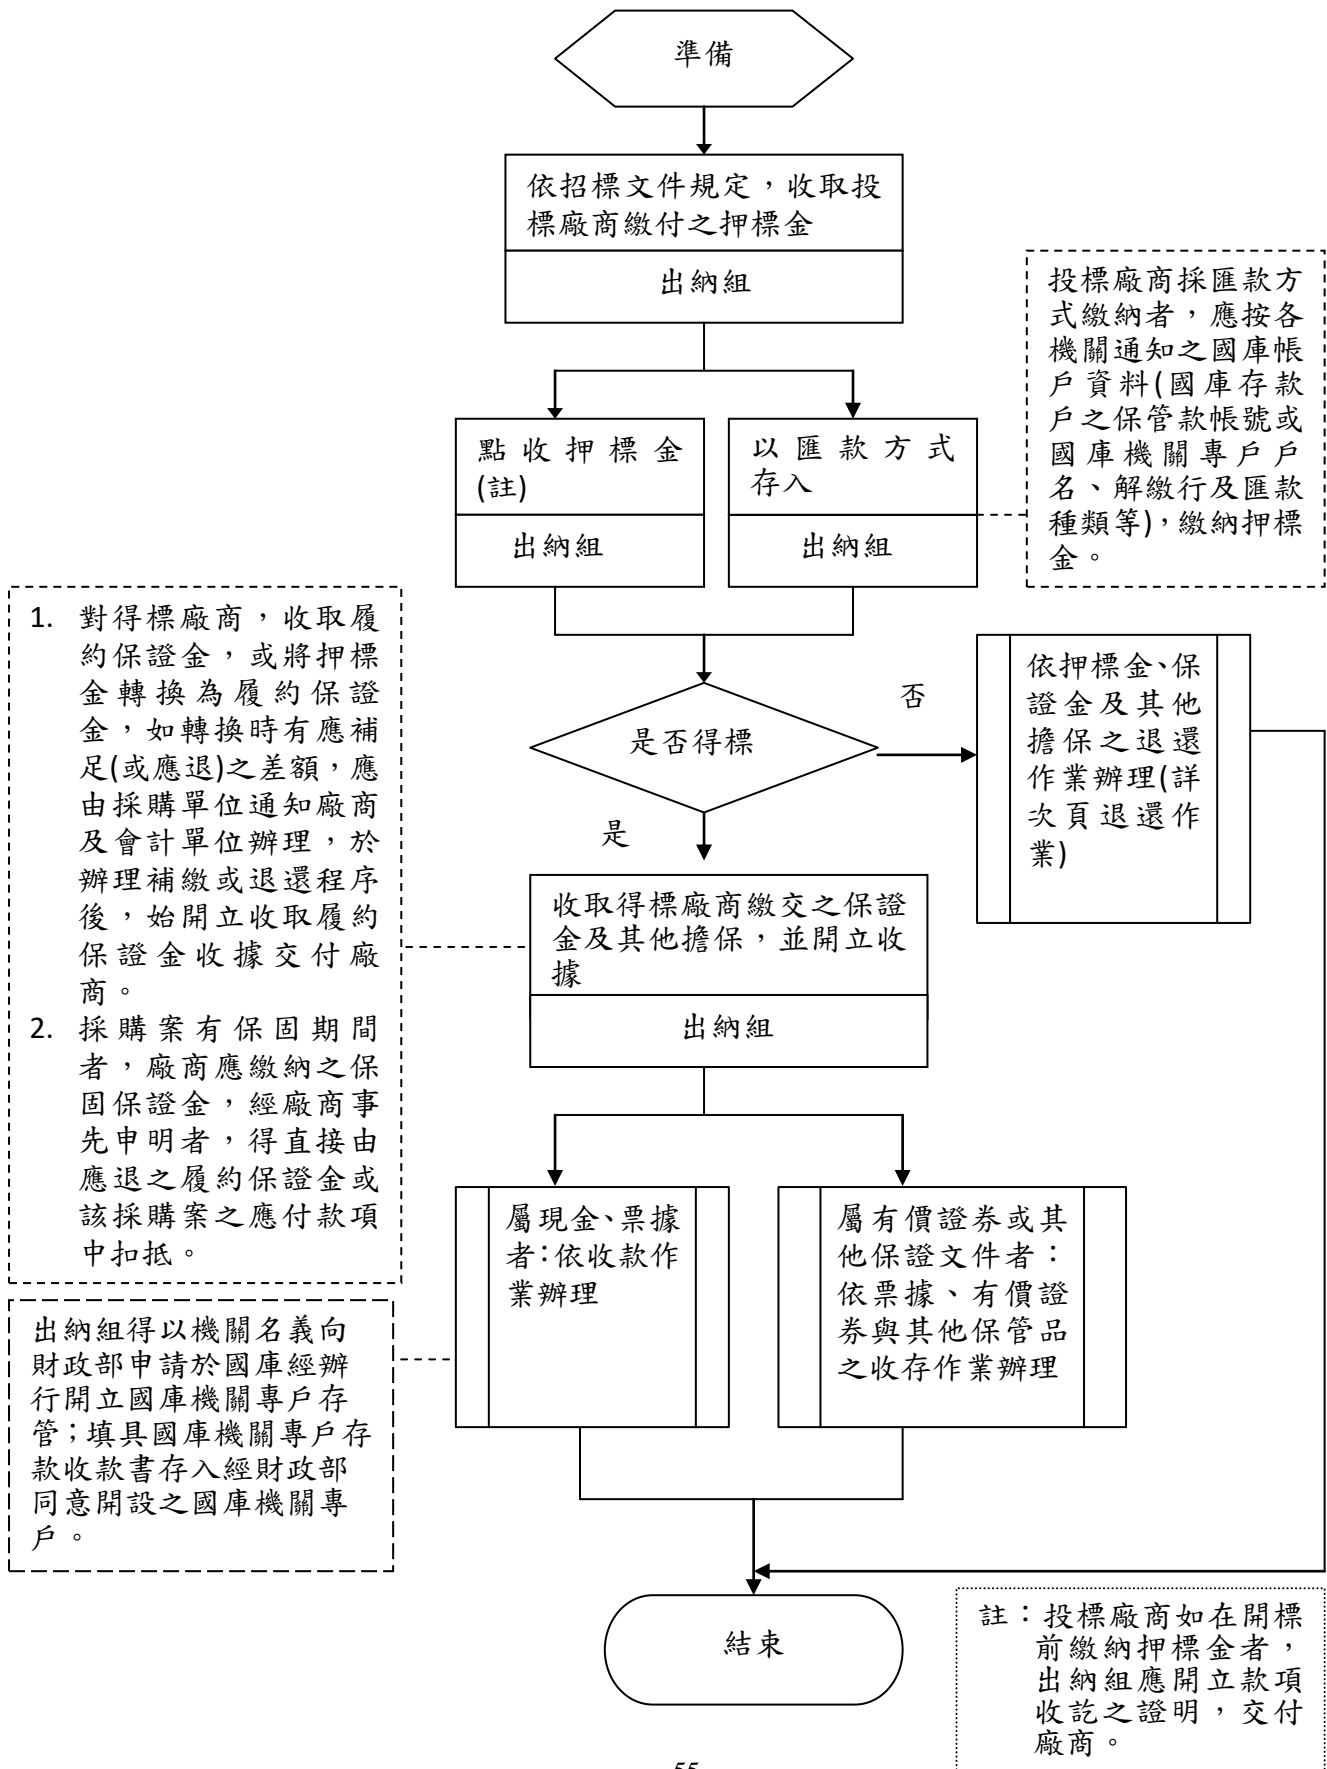 準備
依招標文件規定，收取投
標廠商繳付之押標金
出納組
投標廠商採匯款方
式繳納者，應按各
機關通知之國庫帳
戶資料(國庫存款
戶之保管款帳號或
國庫機關專戶戶
名、解繳行及匯款
種類等)，繳納押標
金。
點收押標金
(註)
出納組
以匯款方式
存入
出納組
1. 對得標廠商，收取履
約保證金，或將押標
金轉換為履約保證
金，如轉換時有應補
足(或應退)之差額，應
由採購單位通知廠商
及會計單位辦理，於
辦理補繳或退還程序
後，始開立收取履約
保證金收據交付廠
商。
2. 採購案有保固期間
者，廠商應繳納之保
固保證金，經廠商事
先申明者，得直接由
應退之履約保證金或
該採購案之應付款項
中扣抵。
是否得標
否
是
依押標金、保
證金及其他
擔保之退還
作業辦理(詳
次頁退還作
業)
收取得標廠商繳交之保證
金及其他擔保，並開立收
據
出納組
屬現金、票據
者：依收款作
業辦理
屬有價證券或其
他保證文件者：
依票據、有價證
券與其他保管品
之收存作業辦理
出納組得以機關名義向
財政部申請於國庫經辦
行開立國庫機關專戶存
管；填具國庫機關專戶存
款收款書存入經財政部
同意開設之國庫機關專
戶。
結束
註：投標廠商如在開標
前繳納押標金者，
出納組應開立款項
收訖之證明，交付
廠商。
55